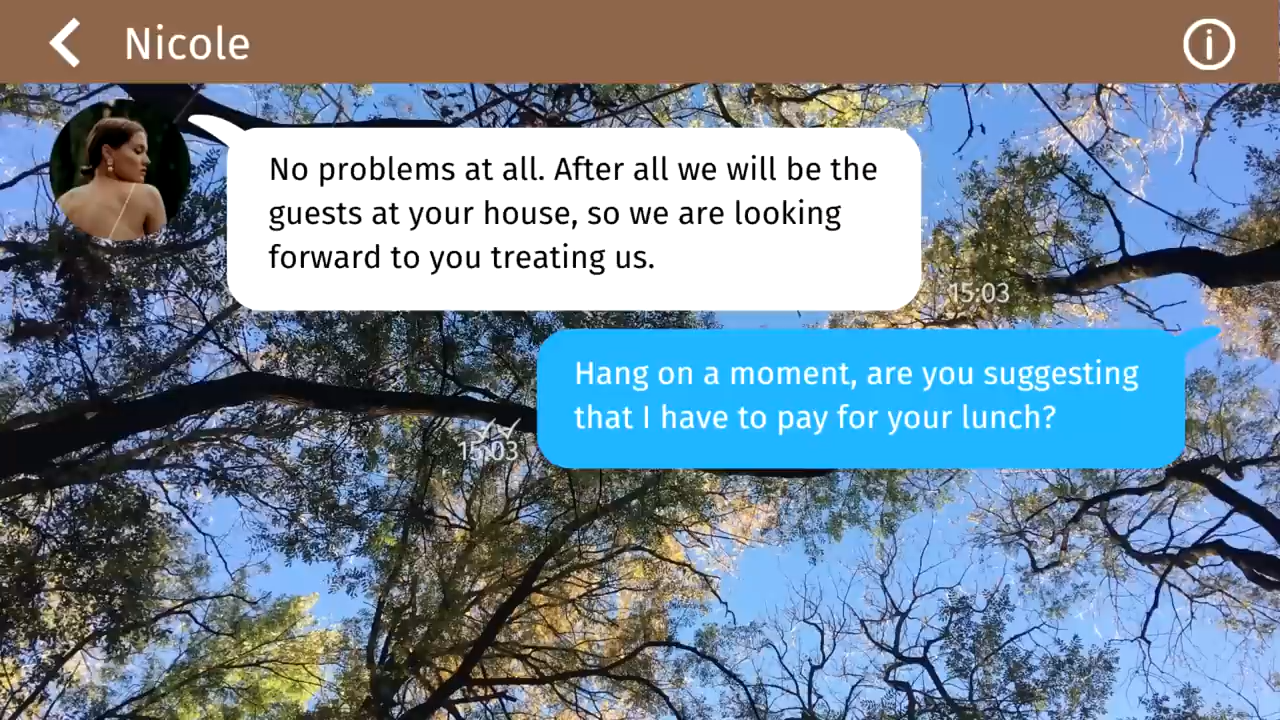 Nicole
No problems at all. After all we will be the
guests at your house, so we are looking
forward to you treating us.
15:03
Hang on a moment, are you suggesting
that I have to pay for your lunch?
15:03